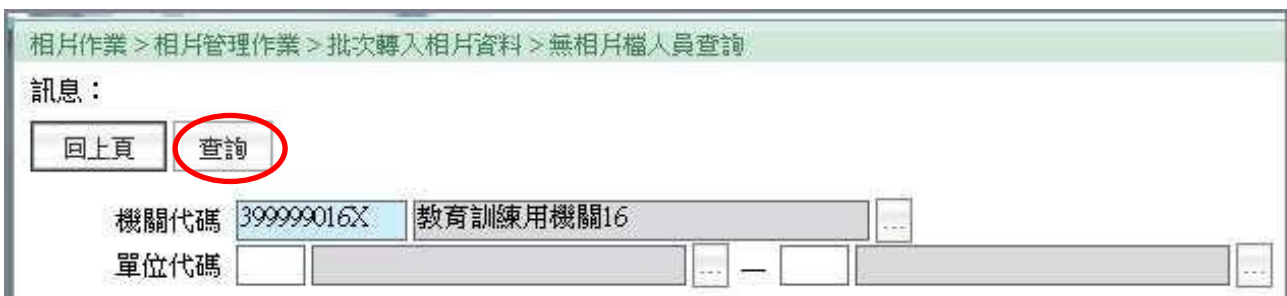 相片作業 > 相片管理作業 > 批次轉入相片資料 > 無相片檔人員查詢
訊息：
回上頁 查詢
機關代碼 399999016X 教育訓練用機關16 ...
單位代碼 ... — ...